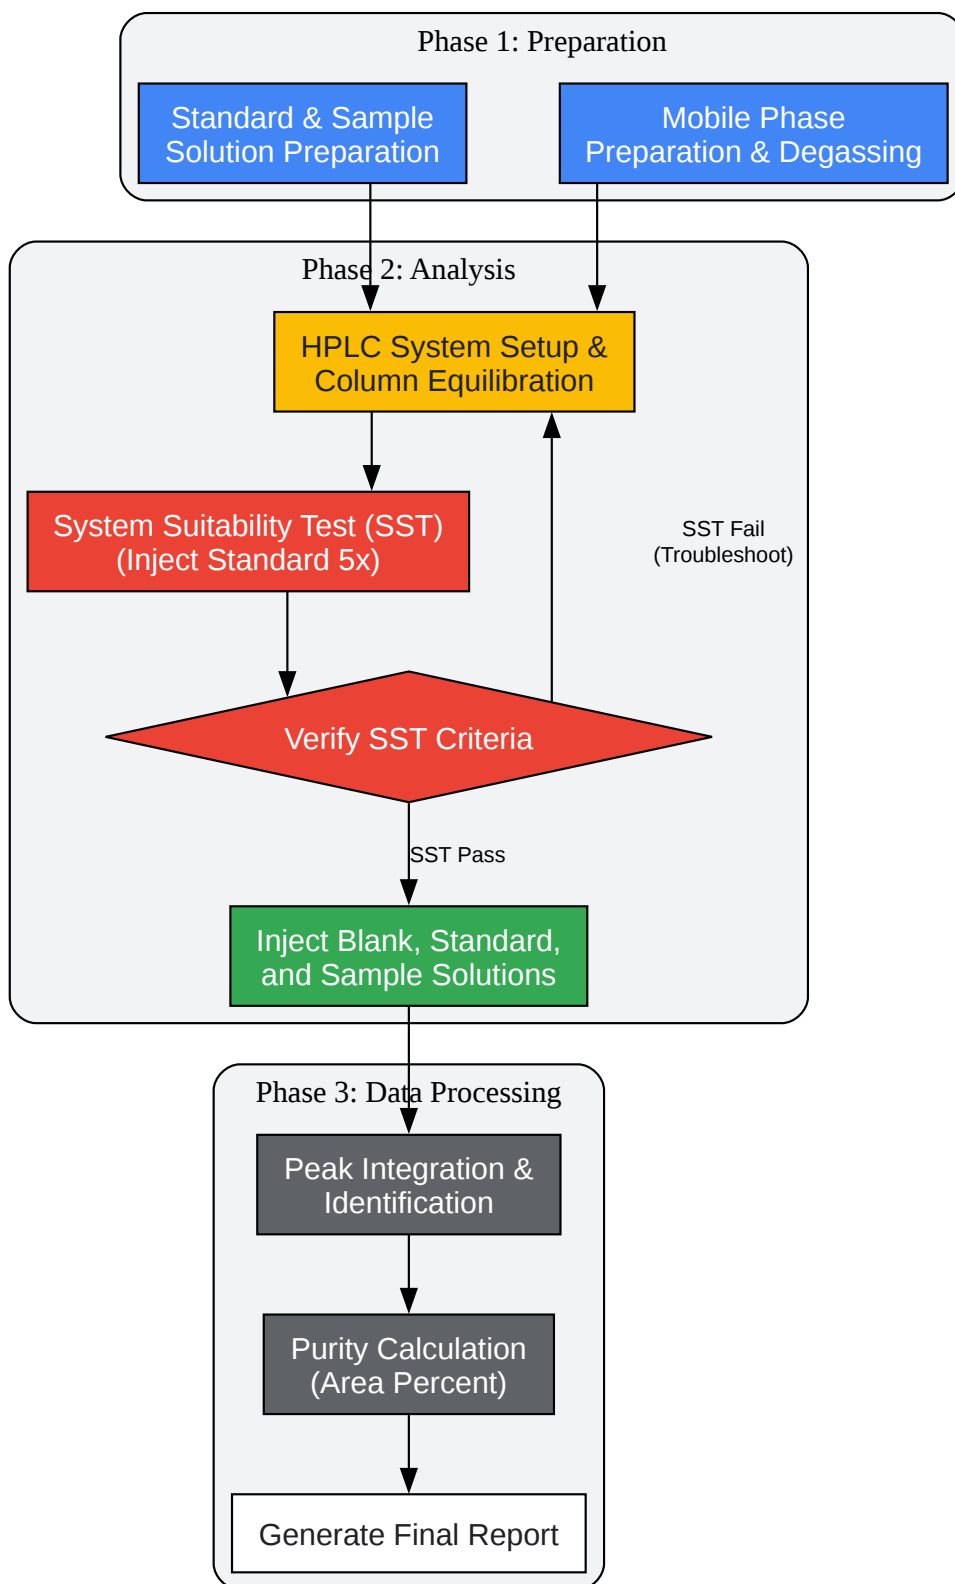 Phase 1: Preparation
Standard & Sample
Solution Preparation
Mobile Phase
Preparation & Degassing
Phase 2: Analysis
HPLC System Setup &
Column Equilibration
System Suitability Test (SST)
(Inject Standard 5x)
SST Fail
(Troubleshoot)
Verify SST Criteria
SST Pass
Inject Blank, Standard,
and Sample Solutions
Phase 3: Data Processing
Peak Integration &
Identification
Purity Calculation
(Area Percent)
Generate Final Report